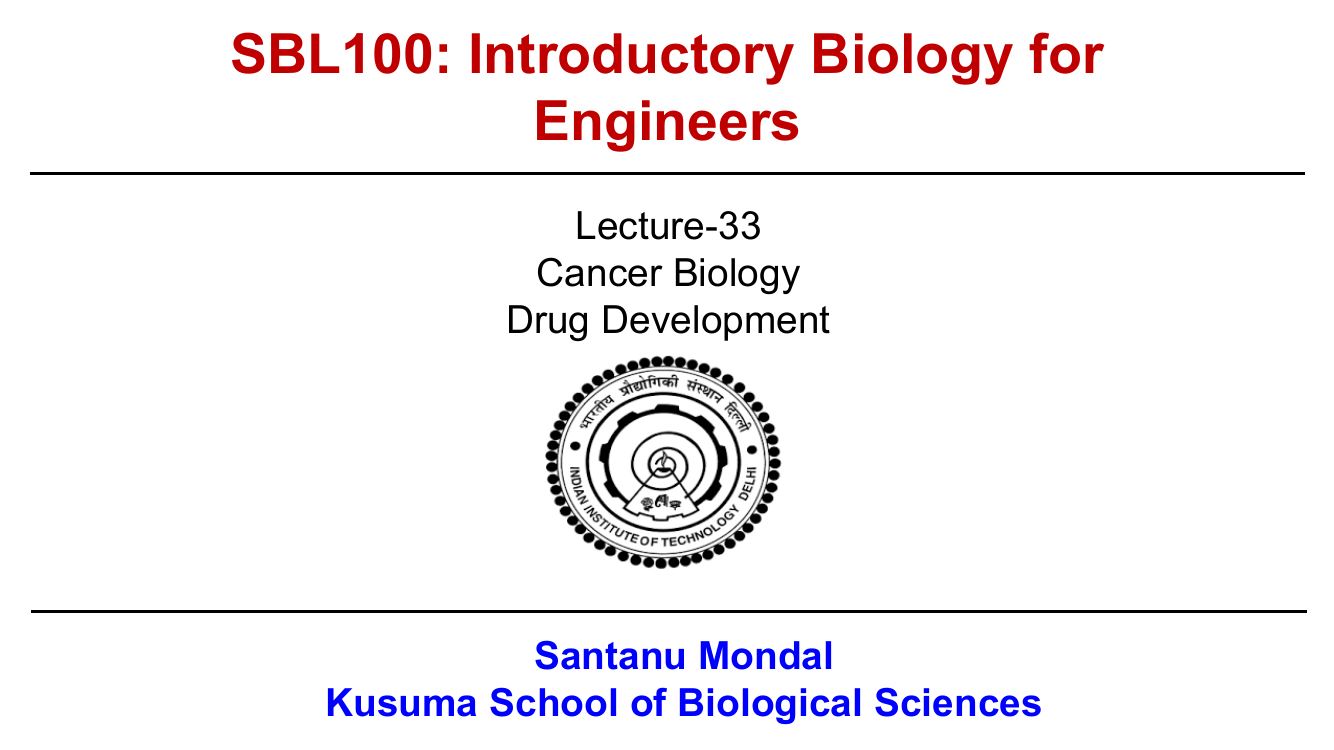 SBL100: Introductory Biology for
Engineers
Lecture-33
Cancer Biology
Drug Development
भारतीय प्रौद्योगिकी संस्थान दिल्ली
INDIAN INSTITUTE OF TECHNOLOGY DELHI
Santanu Mondal
Kusuma School of Biological Sciences